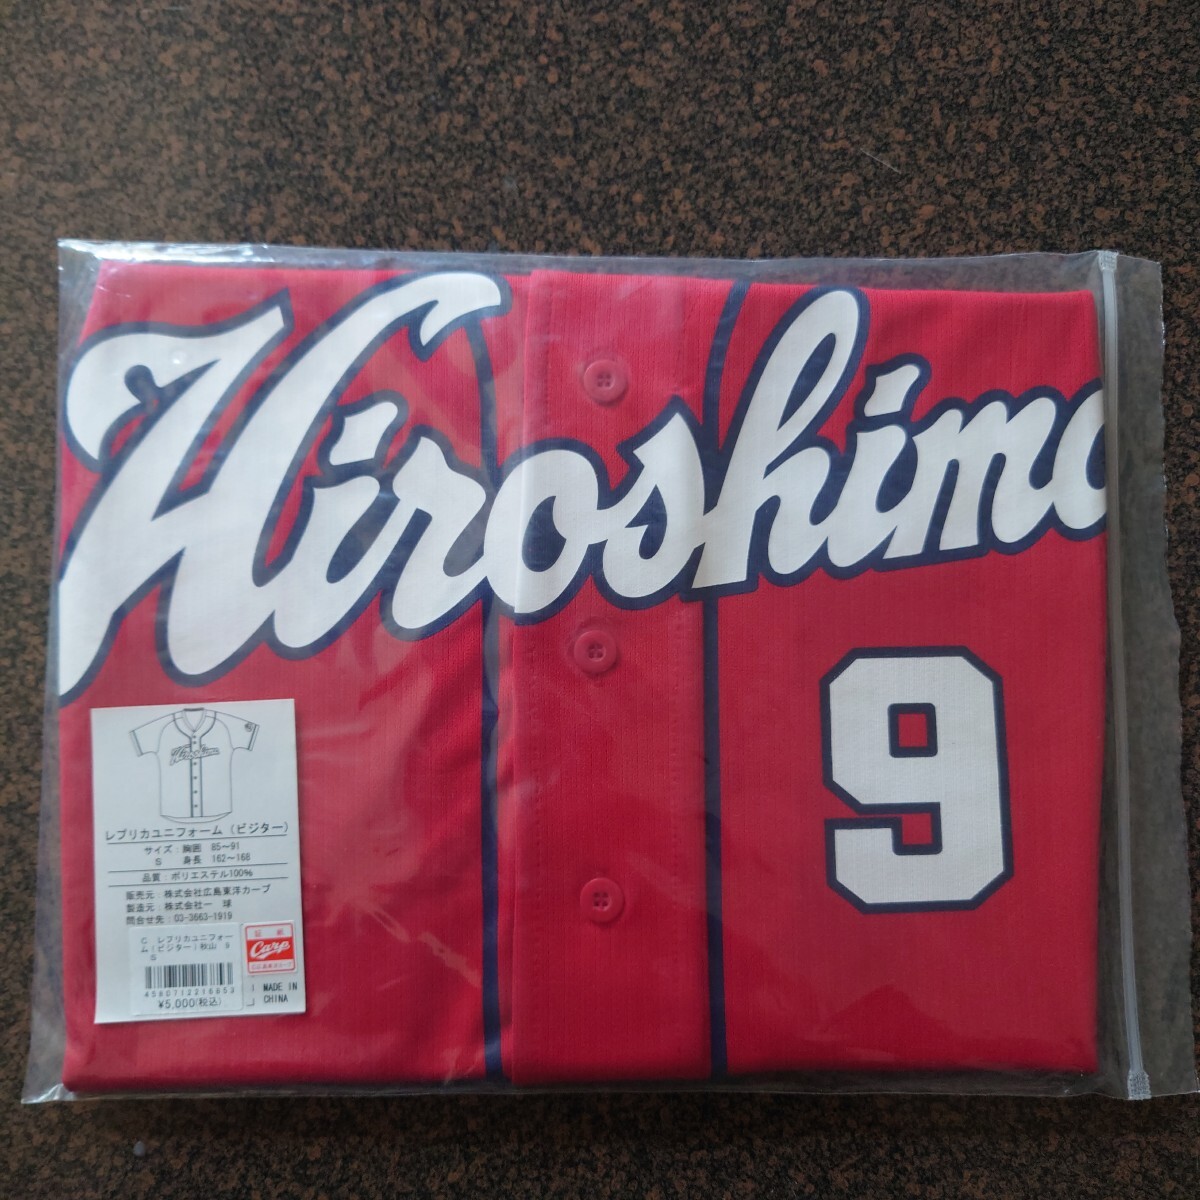 Hiroshima
9
Hiroshima
レプリカユニフォーム (ビジター)
サイズ: 胸囲 85~91
S 身長 162~168
品質: ポリエステル100%
販売元: 株式会社広島東洋カープ
製造元: 株式会社一 球
問合せ先: 03-3663-1919
C レプリカユニフォー
ム(ビジター)秋山 9
S
4580712216853
¥5,000(税込)
証 紙
Carp
MADE IN
CHINA